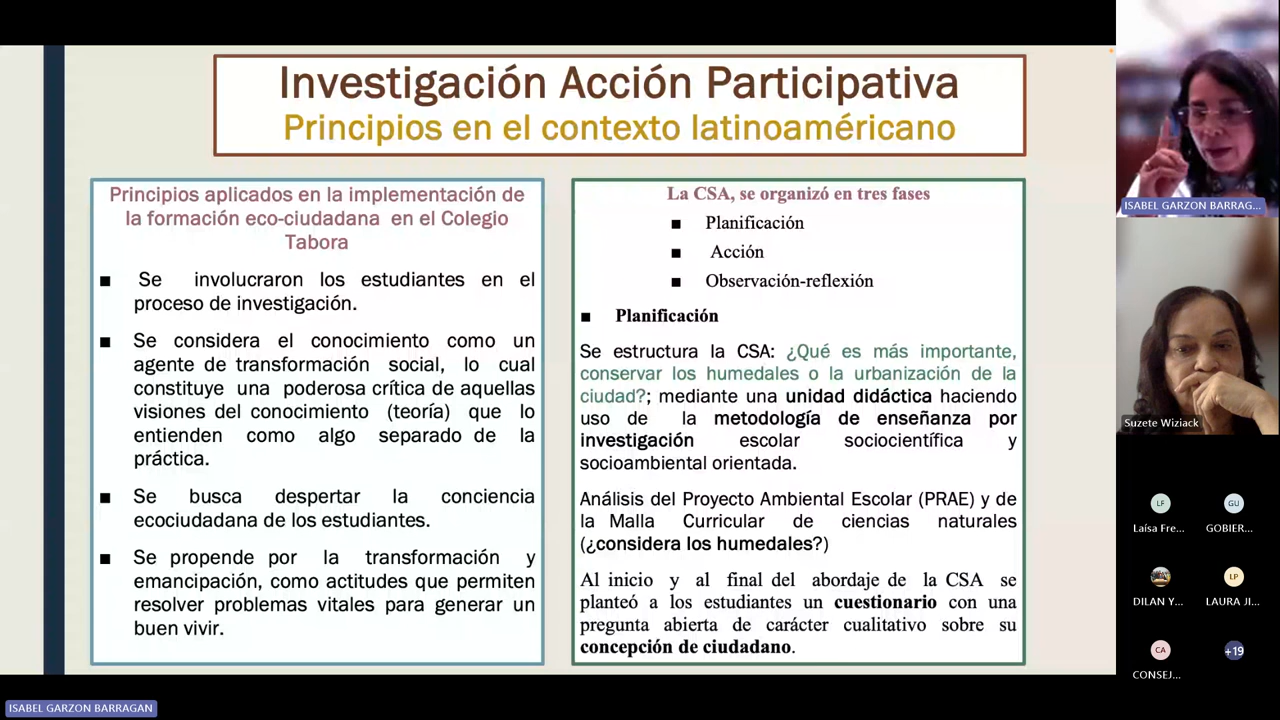 Investigación Acción Participativa
Principios en el contexto latinoaméricano
Principios aplicados en la implementación de
la formación eco-ciudadana en el Colegio
Tabora
■ Se involucraron los estudiantes en el
proceso de investigación.
■ Se considera el conocimiento como un
agente de transformación social, lo cual
constituye una poderosa crítica de aquellas
visiones del conocimiento (teoría) que lo
entienden como algo separado de la
práctica.
■ Se busca despertar la conciencia
ecociudadana de los estudiantes.
■ Se propende por la transformación y
emancipación, como actitudes que permiten
resolver problemas vitales para generar un
buen vivir.
La CSA, se organizó en tres fases
■ Planificación
■ Acción
■ Observación-reflexión
■ Planificación
Se estructura la CSA: ¿Qué es más importante,
conservar los humedales o la urbanización de la
ciudad?; mediante una unidad didáctica haciendo
uso de la metodología de enseñanza por
investigación escolar sociocientífica y
socioambiental orientada.
Análisis del Proyecto Ambiental Escolar (PRAE) y de
la Malla Curricular de ciencias naturales
(¿considera los humedales?)
Al inicio y al final del abordaje de la CSA se
planteó a los estudiantes un cuestionario con una
pregunta abierta de carácter cualitativo sobre su
concepción de ciudadano.
ISABEL GARZON BARRAG...
Suzete Wiziack
LF
GU
Laísa Fre...
GOBIER...
LP
DILAN Y...
LAURA JI...
CA
+19
CONSEJ...
ISABEL GARZON BARRAGAN